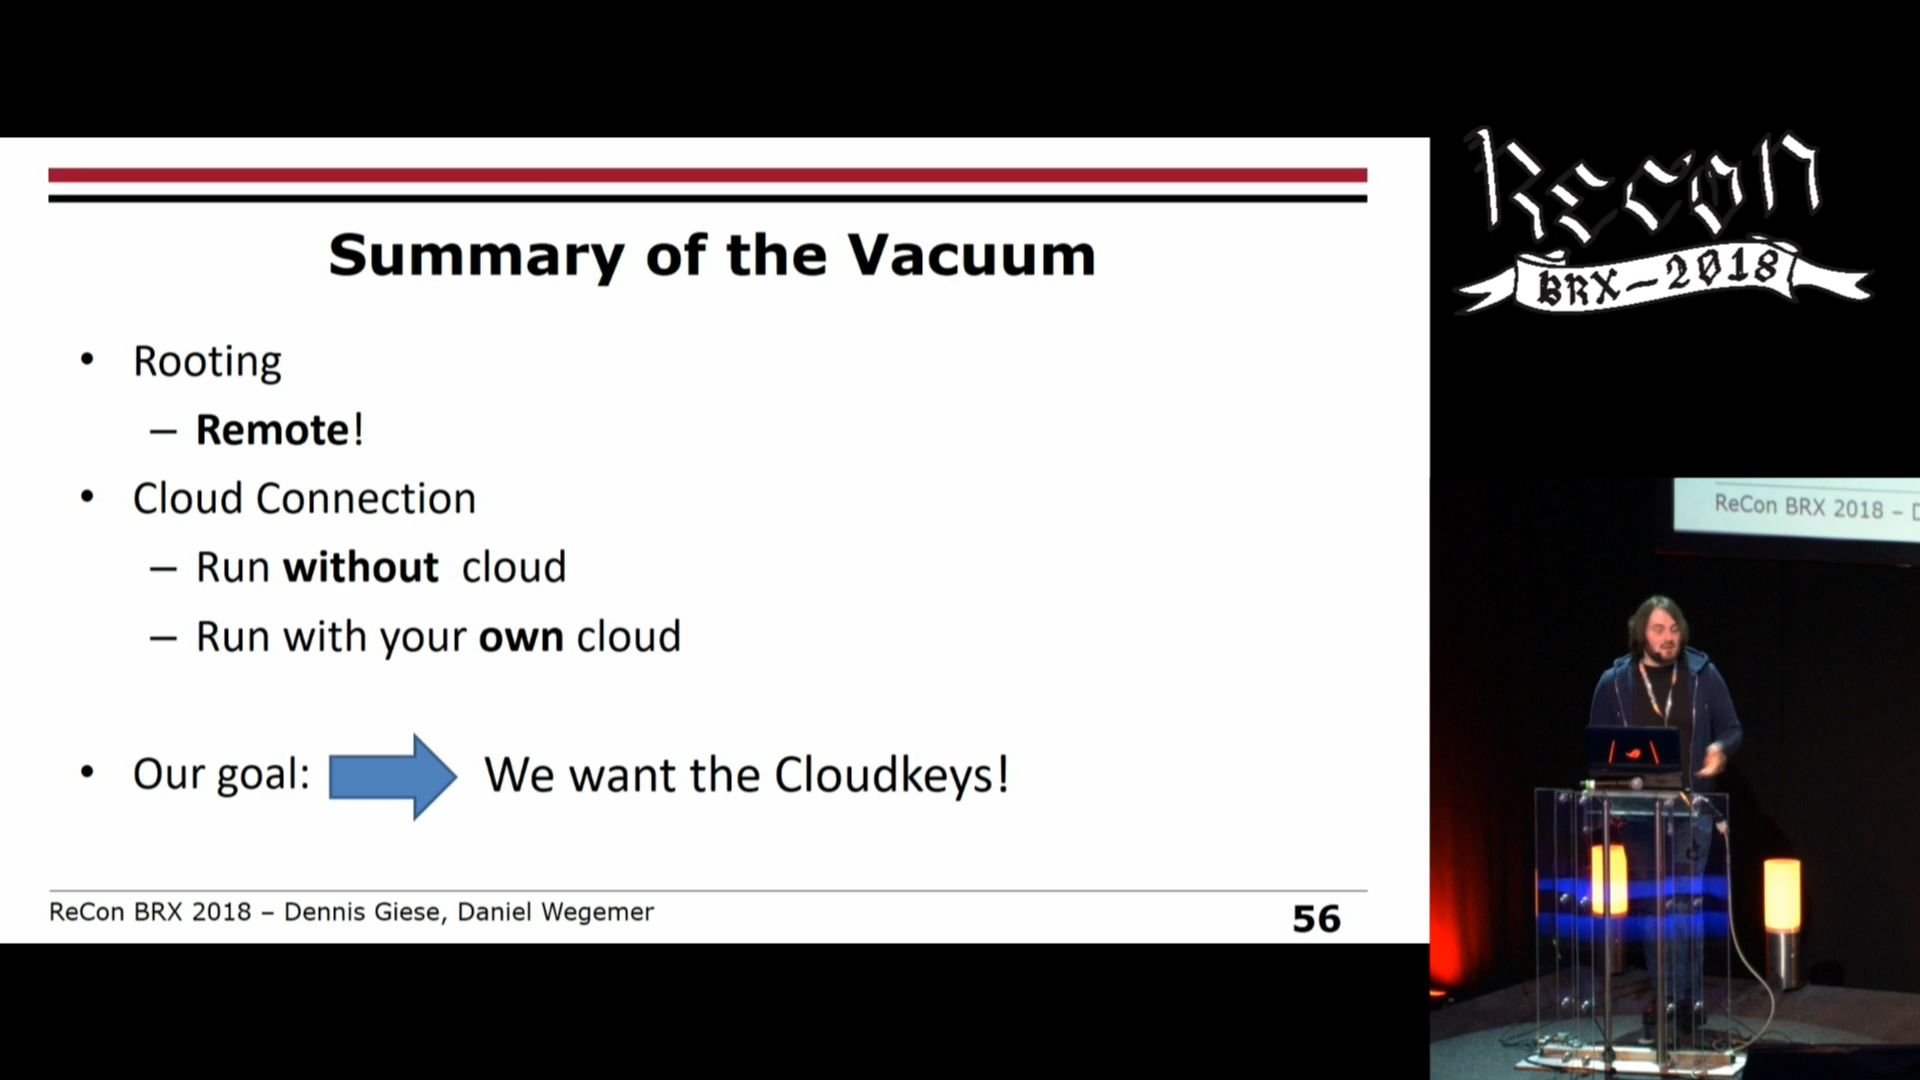 Summary of the Vacuum
• Rooting
– Remote!
• Cloud Connection
– Run without cloud
– Run with your own cloud
• Our goal: We want the Cloudkeys!
ReCon BRX 2018 – Dennis Giese, Daniel Wegemer
56
Recon
BRX-2018
ReCon BRX 2018 – D